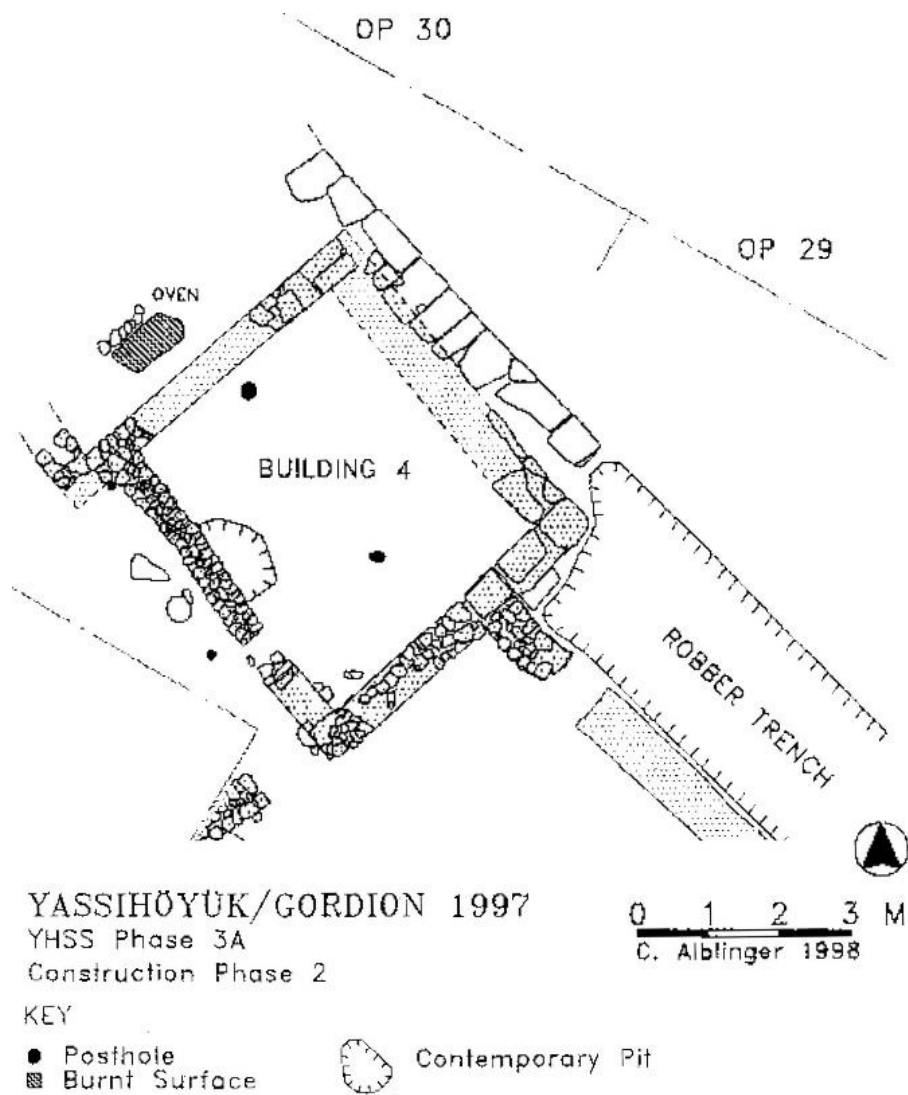 OP 30
OP 29
OVEN
BUILDING 4
ROBBER TRENCH
YASSIHÖYÜK/GORDION 1997
YHSS Phase 3A
Construction Phase 2
0 1 2 3 M
C. Alblinger 1998
KEY
Posthole
Burnt Surface
Contemporary Pit